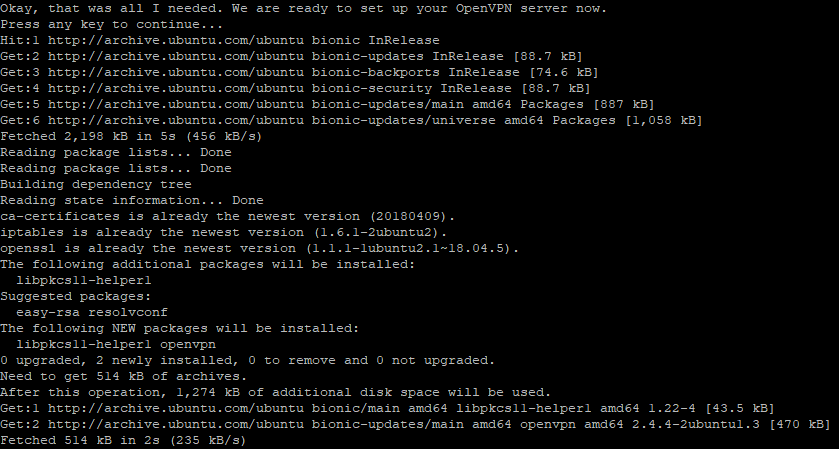 Okay, that was all I needed. We are ready to set up your OpenVPN server now.
Press any key to continue...
Hit:1 http://archive.ubuntu.com/ubuntu bionic InRelease
Get:2 http://archive.ubuntu.com/ubuntu bionic-updates InRelease [88.7 kB]
Get:3 http://archive.ubuntu.com/ubuntu bionic-backports InRelease [74.6 kB]
Get:4 http://archive.ubuntu.com/ubuntu bionic-security InRelease [88.7 kB]
Get:5 http://archive.ubuntu.com/ubuntu bionic-updates/main amd64 Packages [887 kB]
Get:6 http://archive.ubuntu.com/ubuntu bionic-updates/universe amd64 Packages [1,058 kB]
Fetched 2,198 kB in 5s (456 kB/s)
Reading package lists... Done
Reading package lists... Done
Building dependency tree
Reading state information... Done
ca-certificates is already the newest version (20180409).
iptables is already the newest version (1.6.1-2ubuntu2).
openssl is already the newest version (1.1.1-1ubuntu2.1~18.04.5).
The following additional packages will be installed:
  libpkcs11-helper1
Suggested packages:
  easy-rsa resolvconf
The following NEW packages will be installed:
  libpkcs11-helper1 openvpn
0 upgraded, 2 newly installed, 0 to remove and 0 not upgraded.
Need to get 514 kB of archives.
After this operation, 1,274 kB of additional disk space will be used.
Get:1 http://archive.ubuntu.com/ubuntu bionic/main amd64 libpkcs11-helper1 amd64 1.22-4 [43.5 kB]
Get:2 http://archive.ubuntu.com/ubuntu bionic-updates/main amd64 openvpn amd64 2.4.4-2ubuntu1.3 [470 kB]
Fetched 514 kB in 2s (235 kB/s)